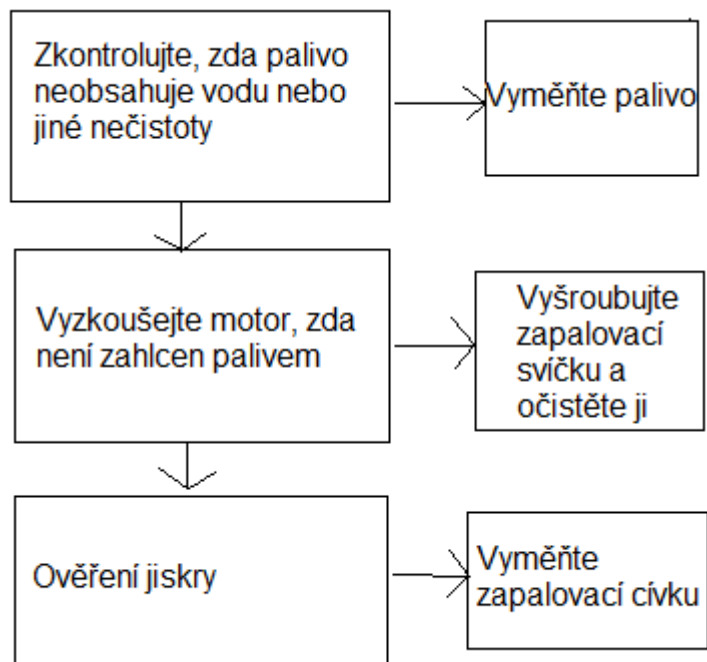 Zkontrolujte, zda palivo
neobsahuje vodu nebo
jiné nečistoty
Vyměňte palivo
Vyzkoušejte motor, zda
není zahlcen palivem
Vyšroubujte
zapalovací
svíčku a
očistěte ji
Ověření jiskry
Vyměňte
zapalovací cívku